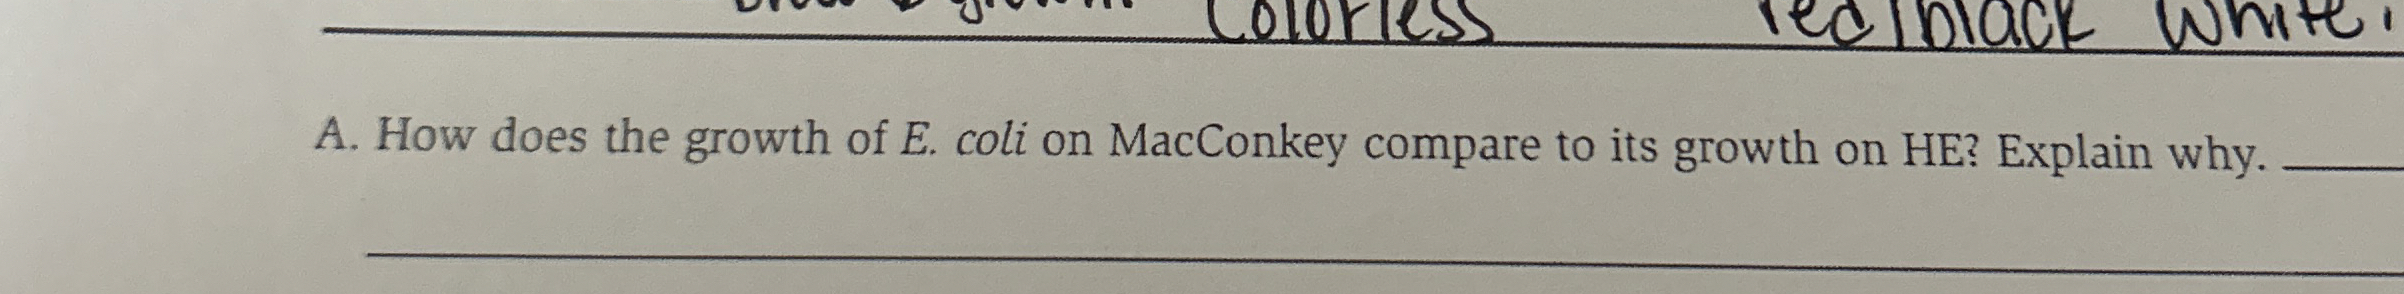 growth Colorless red/black White.
A. How does the growth of E. coli on MacConkey compare to its growth on HE? Explain why.